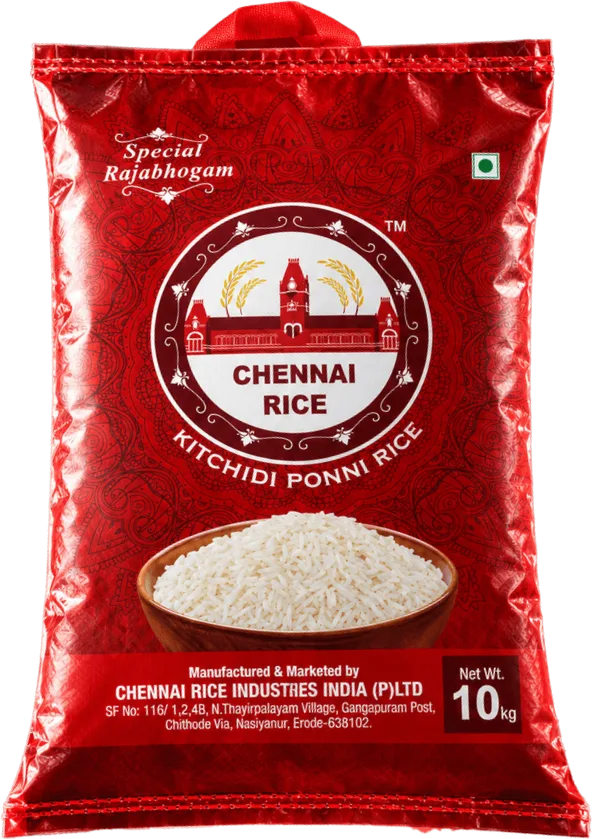 Special
Rajabhogam
TM
CHENNAI
RICE
KITCHIDI PONNI RICE
Manufactured & Marketed by
CHENNAI RICE INDUSTRES INDIA (P)LTD
SF No: 116/ 1,2,4B, N.Thayirpalayam Village, Gangapuram Post,
Chithode Via, Nasiyanur, Erode-638102.
Net Wt.
10kg